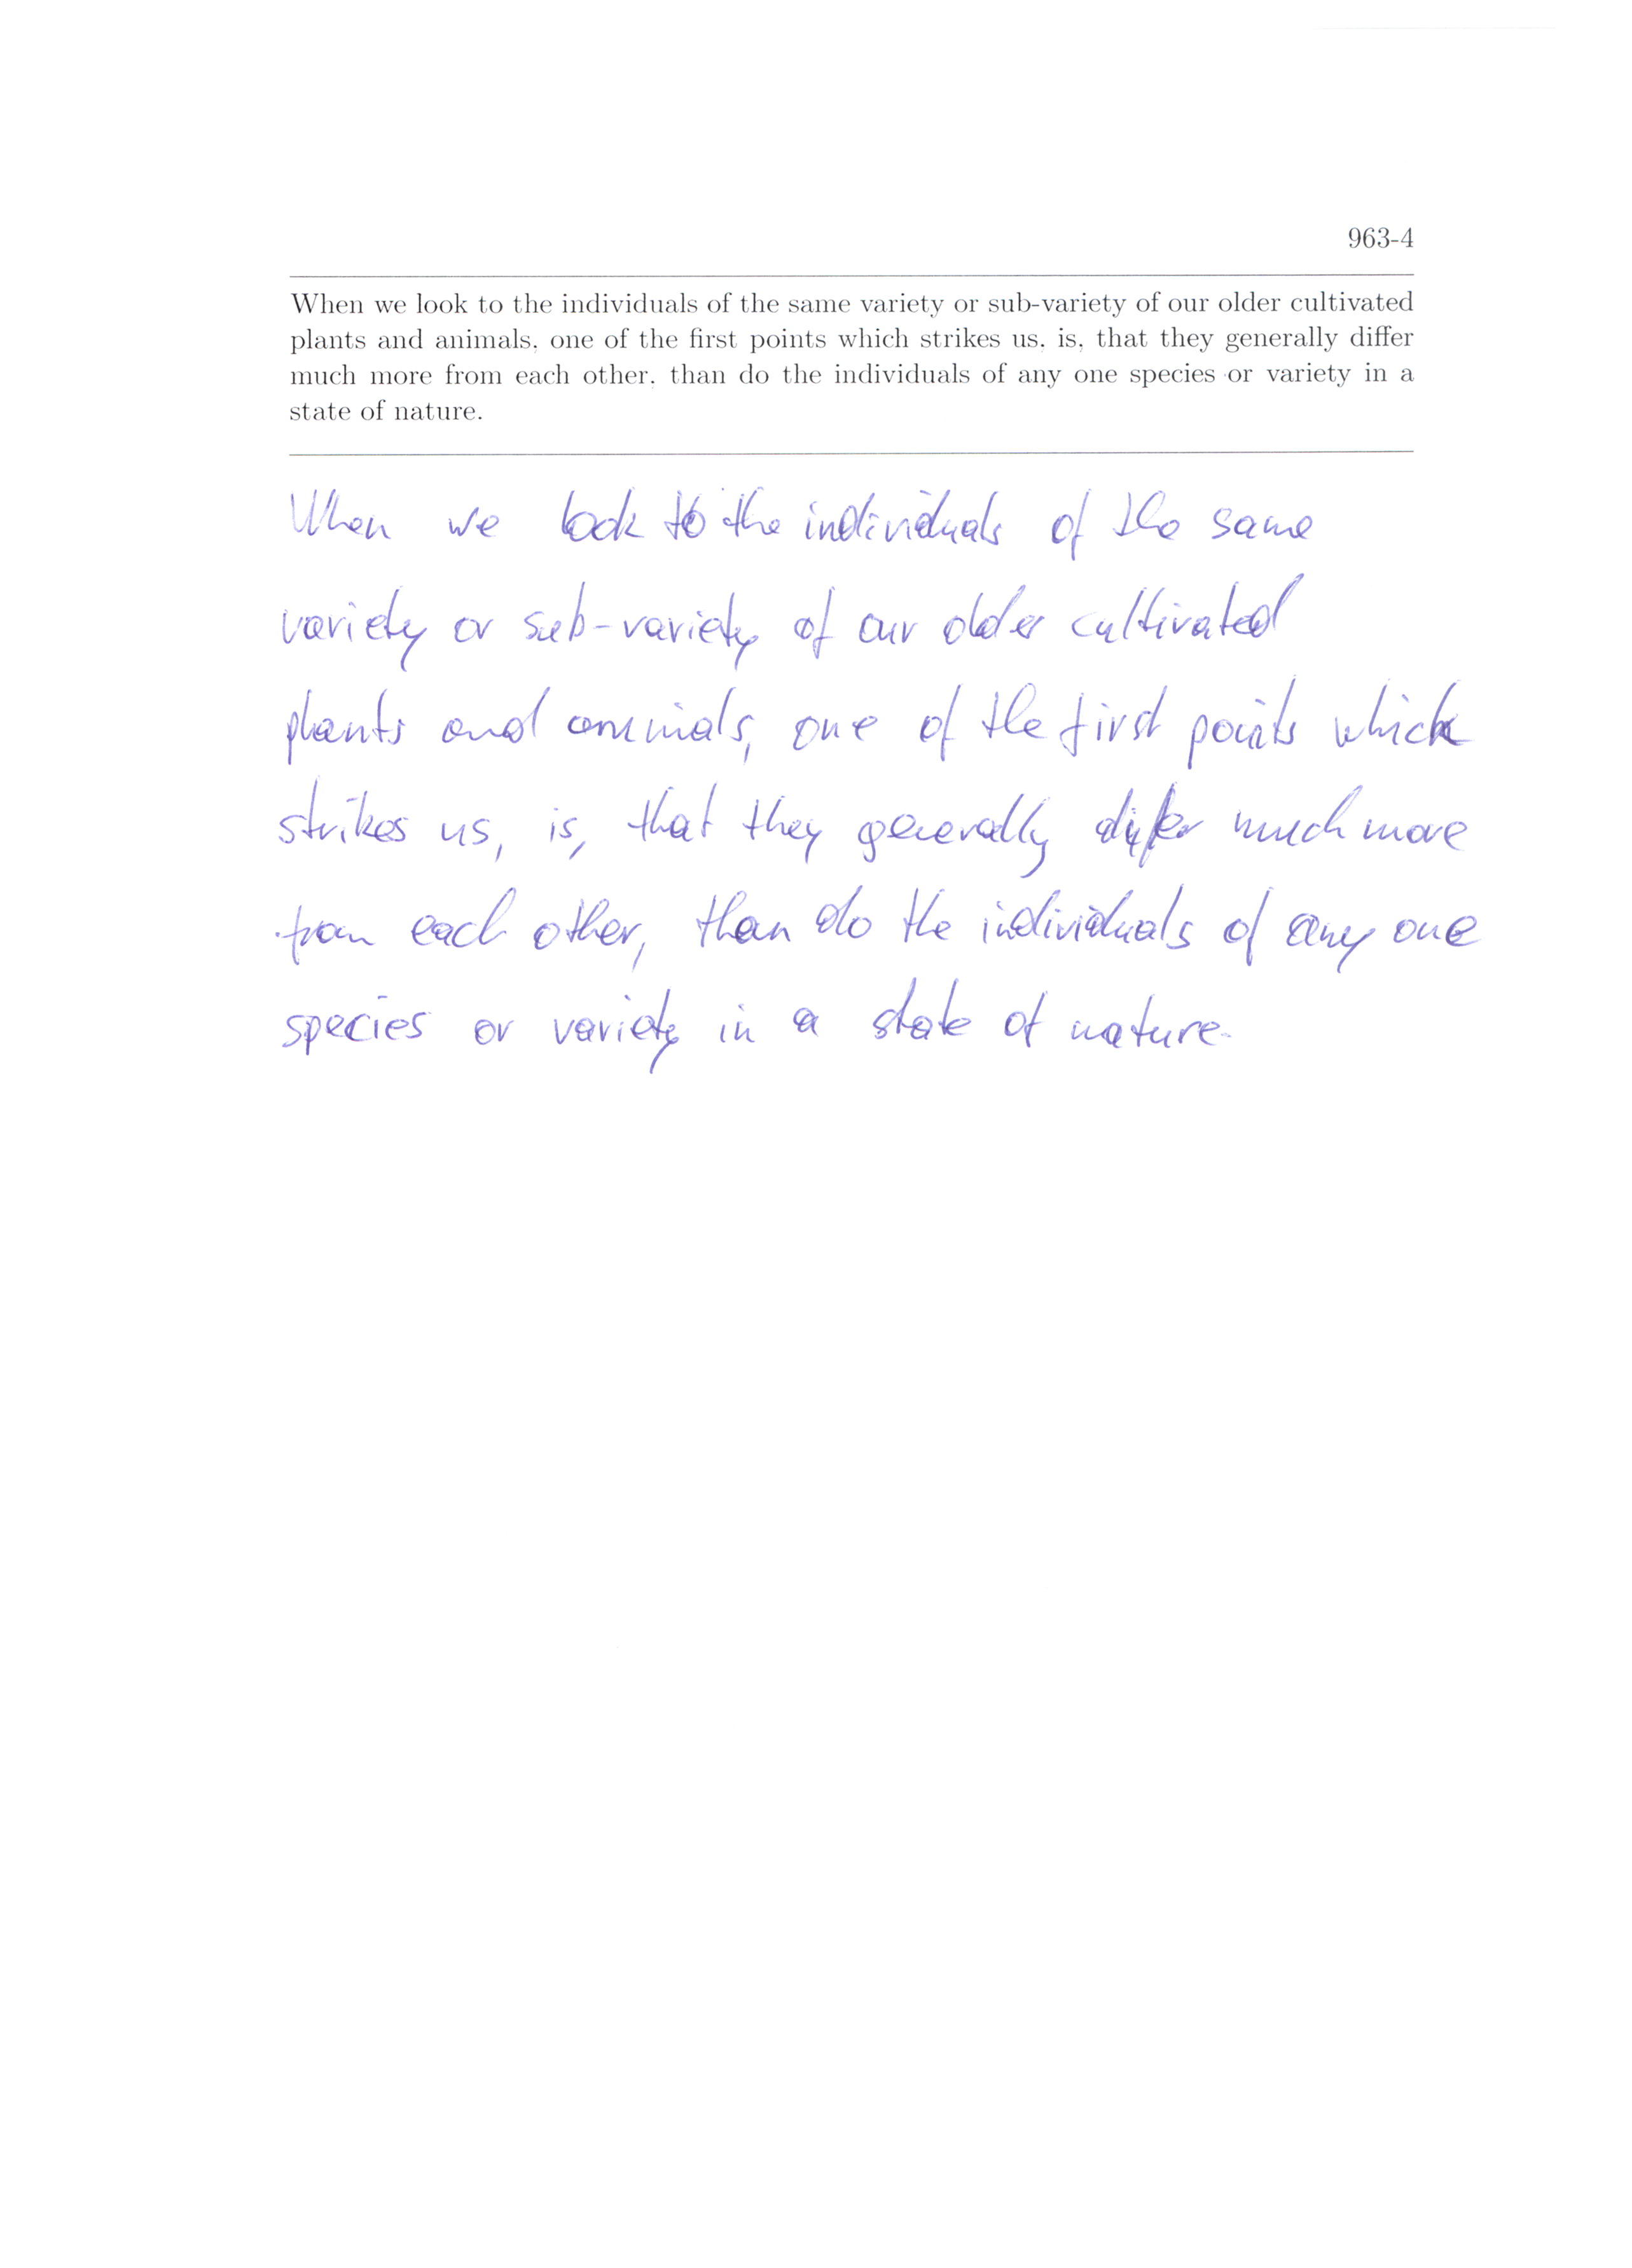 963-4
When we look to the individuals of the same variety or sub-variety of our older cultivated
plants and animals, one of the first points which strikes us, is, that they generally differ
much more from each other, than do the individuals of any one species or variety in a
state of nature.
When we look to the individuals of the same
variety or sub-variety of our older cultivated
plants and animals, one of the first points which
strikes us, is, that they generally differ much more
from each other, than do the individuals of any one
species or variety in a state of nature.